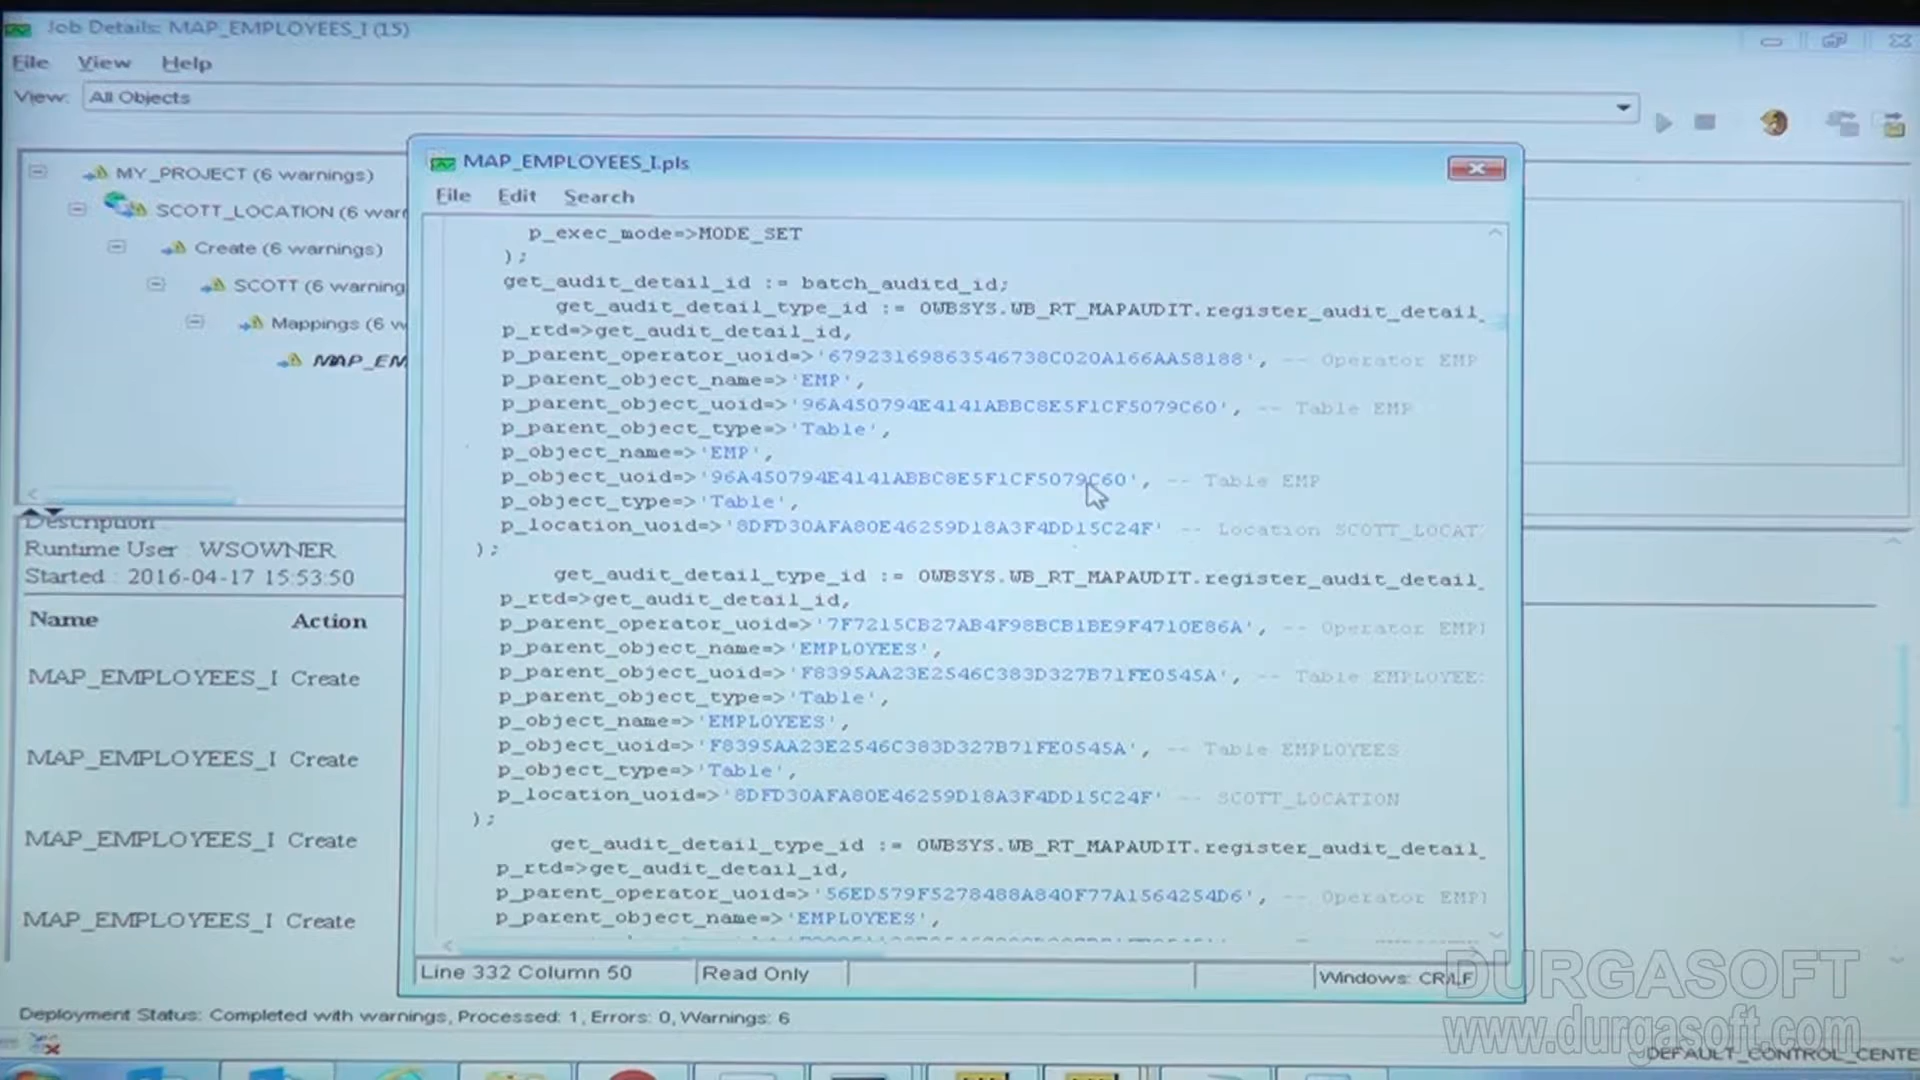 Job Details: MAP_EMPLOYEES_I (15)
File View Help
View: All Objects
MY_PROJECT (6 warnings)
SCOTT_LOCATION (6 warr
Create (6 warnings)
SCOTT (6 warning
Mappings (6 w
MAP_EM
Description
Runtime User : WSOWNER
Started : 2016-04-17 15:53:50
Name Action
MAP_EMPLOYEES_I Create
MAP_EMPLOYEES_I Create
MAP_EMPLOYEES_I Create
MAP_EMPLOYEES_I Create
MAP_EMPLOYEES_I.pls
File Edit Search
p_exec_mode=>MODE_SET
);
get_audit_detail_id := batch_auditd_id;
get_audit_detail_type_id := OWBSYS.WB_RT_MAPAUDIT.register_audit_detail_
p_rtd=>get_audit_detail_id,
p_parent_operator_uoid=>'67923169863546738C020A166AA58188', -- Operator EMP
p_parent_object_name=>'EMP',
p_parent_object_uoid=>'96A450794E4141ABBC8E5F1CF5079C60', -- Table EMP
p_parent_object_type=>'Table',
p_object_name=>'EMP',
p_object_uoid=>'96A450794E4141ABBC8E5F1CF5079C60', -- Table EMP
p_object_type=>'Table',
p_location_uoid=>'8DFD30AFA80E46259D18A3F4DD15C24F' -- Location SCOTT_LOCAT
);
get_audit_detail_type_id := OWBSYS.WB_RT_MAPAUDIT.register_audit_detail_
p_rtd=>get_audit_detail_id,
p_parent_operator_uoid=>'7F7215CB27AB4F98BCB1BE9F4710E86A', -- Operator EMPI
p_parent_object_name=>'EMPLOYEES',
p_parent_object_uoid=>'F8395AA23E2546C383D327B71FE0545A', -- Table EMPLOYEES
p_parent_object_type=>'Table',
p_object_name=>'EMPLOYEES',
p_object_uoid=>'F8395AA23E2546C383D327B71FE0545A', -- Table EMPLOYEES
p_object_type=>'Table',
p_location_uoid=>'8DFD30AFA80E46259D18A3F4DD15C24F' -- SCOTT_LOCATION
);
get_audit_detail_type_id := OWBSYS.WB_RT_MAPAUDIT.register_audit_detail_
p_rtd=>get_audit_detail_id,
p_parent_operator_uoid=>'56ED579F5278488A840F77A1564254D6', -- Operator EMPI
p_parent_object_name=>'EMPLOYEES',
Line 332 Column 50 Read Only Windows: CR/LF
Deployment Status: Completed with warnings, Processed: 1, Errors: 0, Warnings: 6
DEFAULT_CONTROL_CENTE
DURGASOFT
www.durgasoft.com